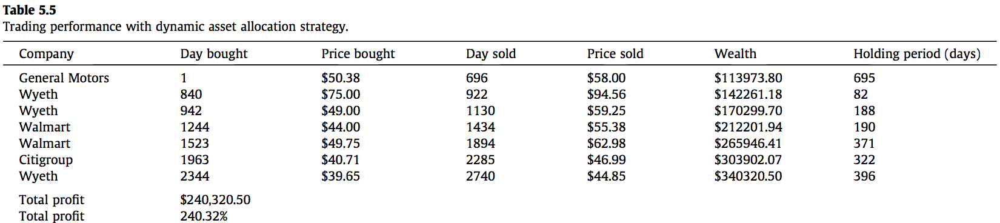 Table 5.5
Trading performance with dynamic asset allocation strategy.
Company Day bought Price bought Day sold Price sold Wealth Holding period (days)
General Motors 1 $50.38 696 $58.00 $113973.80 695
Wyeth 840 $75.00 922 $94.56 $142261.18 82
Wyeth 942 $49.00 1130 $59.25 $170299.70 188
Walmart 1244 $44.00 1434 $55.38 $212201.94 190
Walmart 1523 $49.75 1894 $62.98 $265946.41 371
Citigroup 1963 $40.71 2285 $46.99 $303902.07 322
Wyeth 2344 $39.65 2740 $44.85 $340320.50 396
Total profit $240,320.50
Total profit 240.32%